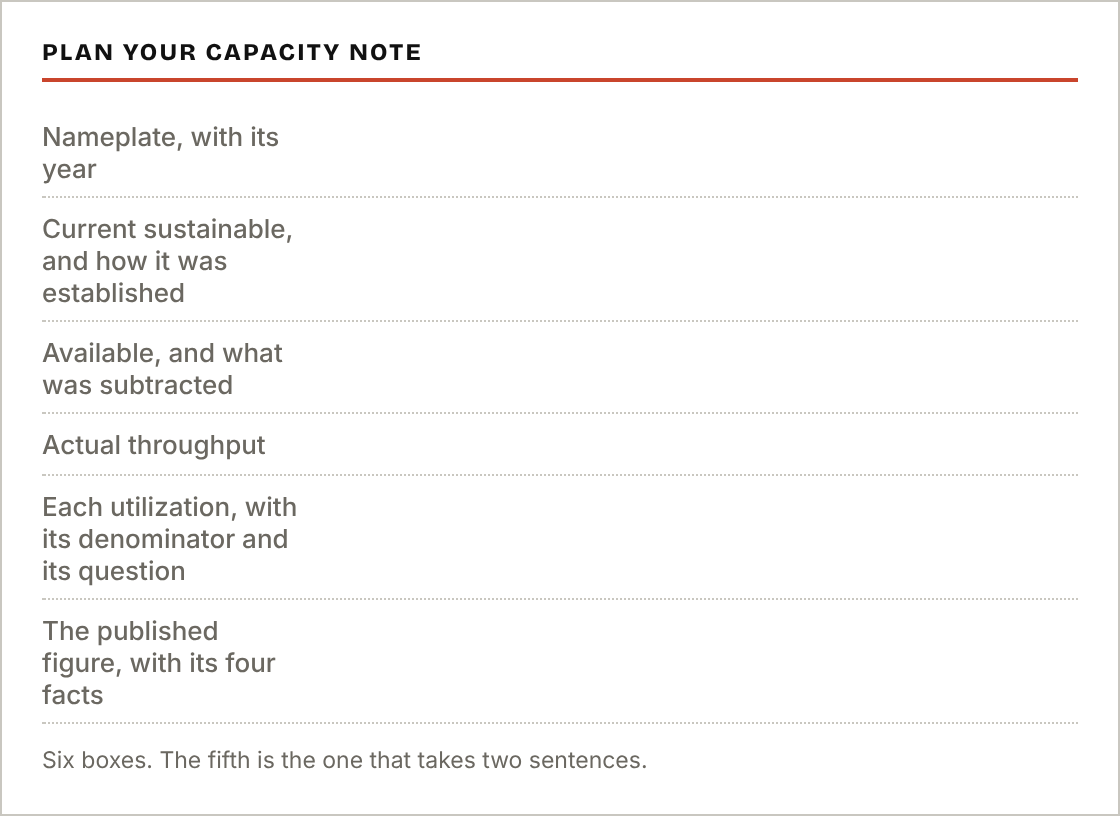 PLAN YOUR CAPACITY NOTE
Nameplate, with its
year
Current sustainable,
and how it was
established
Available, and what
was subtracted
Actual throughput
Each utilization, with
its denominator and
its question
The published
figure, with its four
facts
Six boxes. The fifth is the one that takes two sentences.